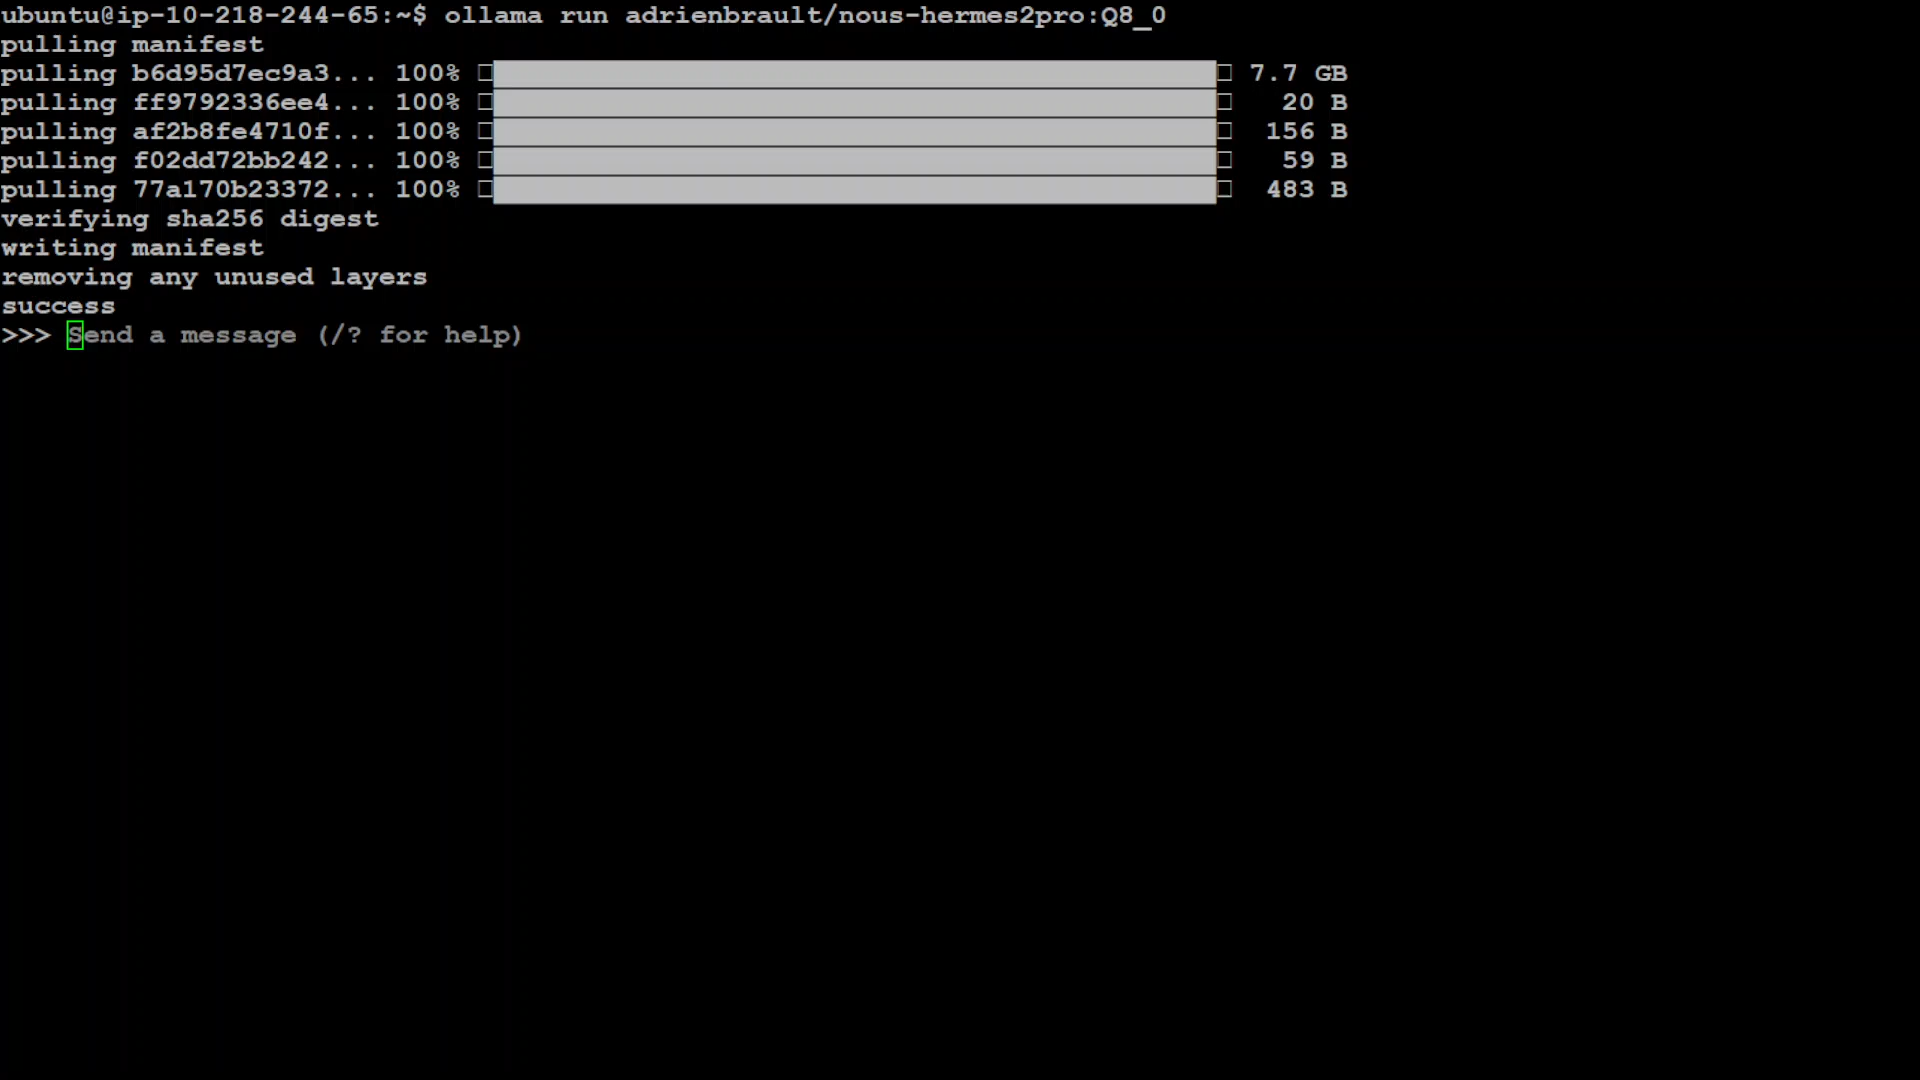 ubuntu@ip-10-218-244-65:~$ ollama run adrienbrault/nous-hermes2pro:Q8_0
pulling manifest
pulling b6d95d7ec9a3... 100% 7.7 GB
pulling ff9792336ee4... 100% 20 B
pulling af2b8fe4710f... 100% 156 B
pulling f02dd72bb242... 100% 59 B
pulling 77a170b23372... 100% 483 B
verifying sha256 digest
writing manifest
removing any unused layers
success
>>> Send a message (/? for help)